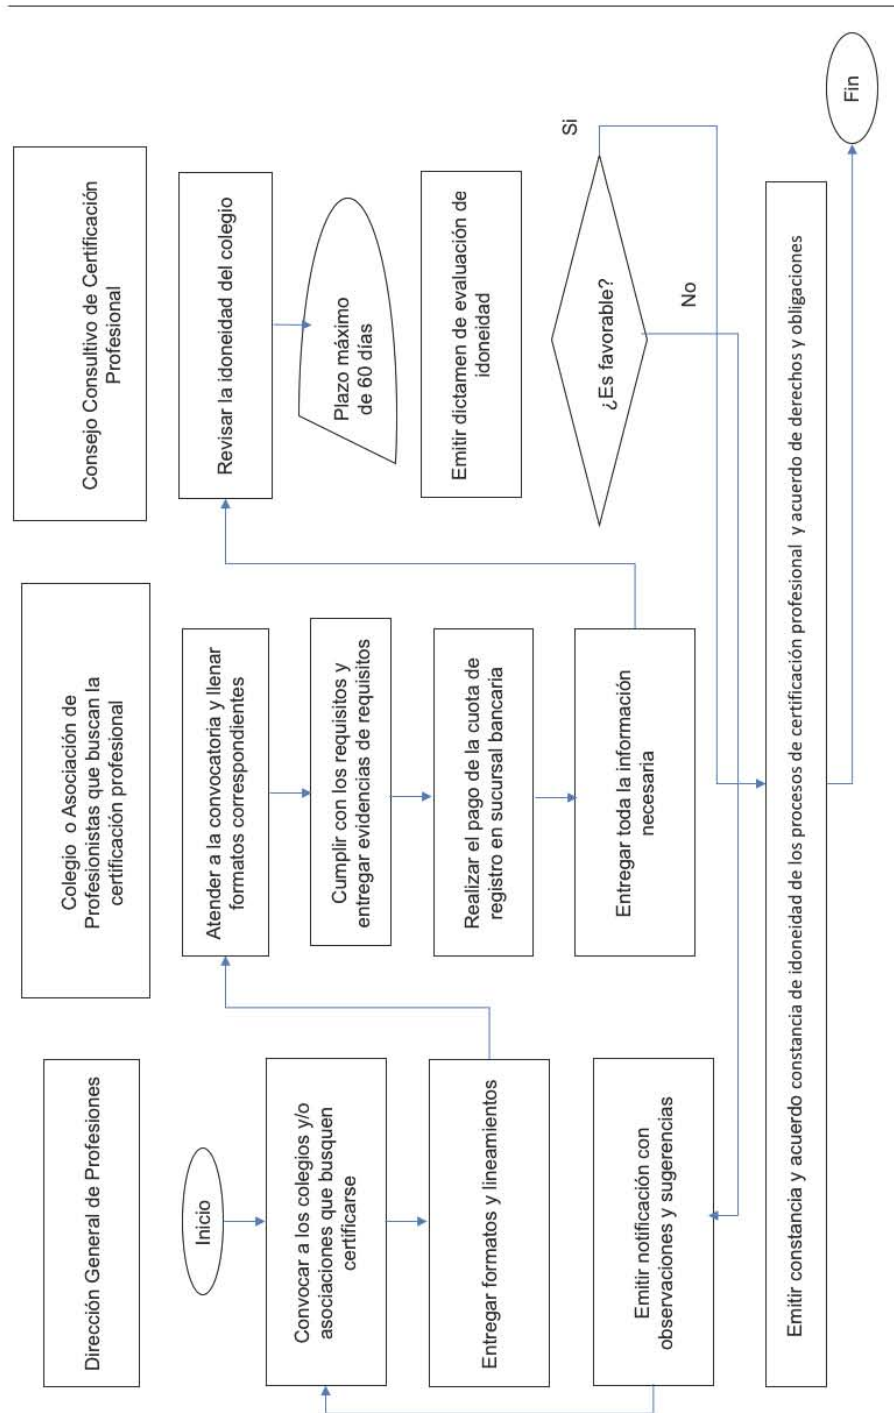 Dirección General de Profesiones
Inicio
Convocar a los colegios y/o
asociaciones que busquen
certificarse
Entregar formatos y lineamientos
Emitir notificación con
observaciones y sugerencias
Colegio o Asociación de
Profesionistas que buscan la
certificación profesional
Atender a la convocatoria y llenar
formatos correspondientes
Cumplir con los requisitos y
entregar evidencias de requisitos
Realizar el pago de la cuota de
registro en sucursal bancaria
Entregar toda la información
necesaria
Consejo Consultivo de Certificación
Profesional
Revisar la idoneidad del colegio
Plazo máximo
de 60 días
Emitir dictamen de evaluación de
idoneidad
¿Es favorable?
Si
No
Emitir constancia y acuerdo constancia de idoneidad de los procesos de certificación profesional y acuerdo de derechos y obligaciones
Fin